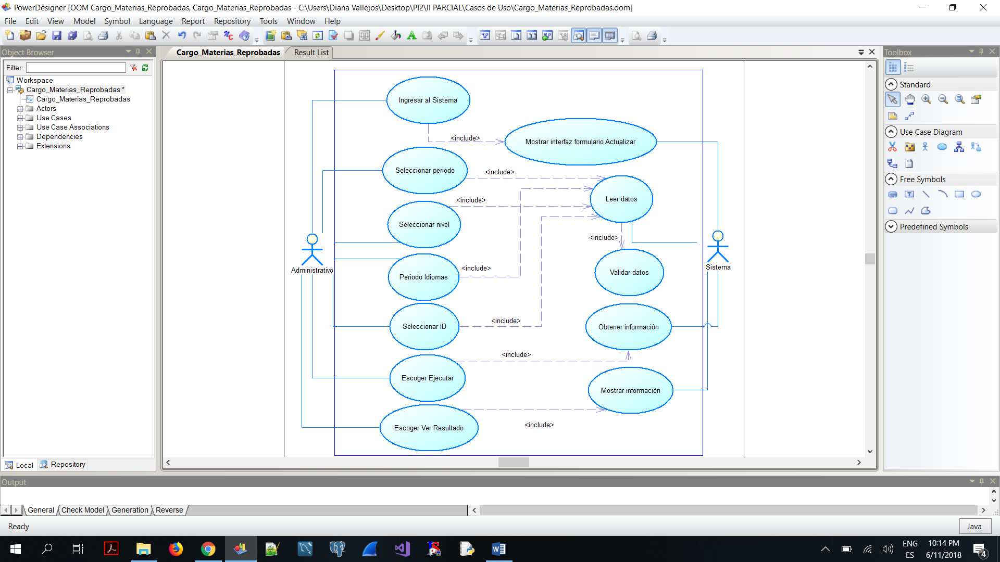 PowerDesigner [OOM Cargo_Materias_Reprobadas, Cargo_Materias_Reprobadas - C:\Users\Diana Vallejos\Desktop\PI2\II PARCIAL\Casos de Uso\Cargo_Materias_Reprobadas.oom]
File Edit View Model Symbol Language Report Repository Tools Window Help
Object Browser
Filter:
Workspace
Cargo_Materias_Reprobadas *
Cargo_Materias_Reprobadas
Actors
Use Cases
Use Case Associations
Dependencies
Extensions
Local Repository
Cargo_Materias_Reprobadas Result List
Ingresar al Sistema
<include>
Mostrar interfaz formulario Actualizar
Seleccionar periodo
<include>
Leer datos
<include>
Seleccionar nivel
<include>
Administrativo
Sistema
<include>
Validar datos
Periodo Idiomas
<include>
Seleccionar ID
Obtener informaciòn
<include>
Escoger Ejecutar
Mostrar informaciòn
<include>
Escoger Ver Resultado
Toolbox
Standard
Use Case Diagram
Free Symbols
Predefined Symbols
Output
General Check Model Generation Reverse
Ready
Java
ENG
ES
10:14 PM
6/11/2018
4